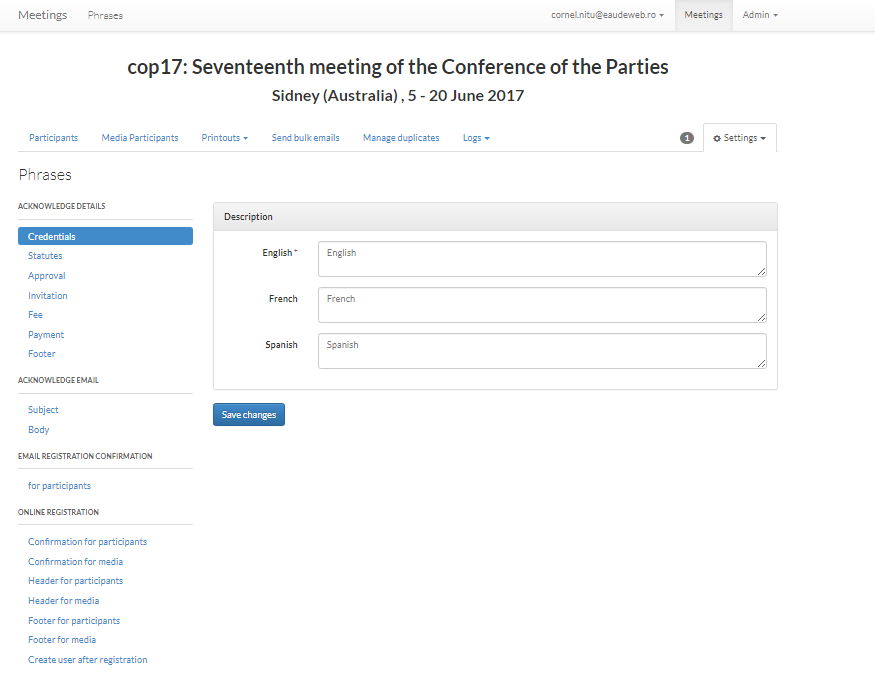 Meetings Phrases cornel.nitu@eaudeweb.ro Meetings Admin
cop17: Seventeenth meeting of the Conference of the Parties
Sidney (Australia) , 5 - 20 June 2017
Participants Media Participants Printouts Send bulk emails Manage duplicates Logs 1 Settings
Phrases
ACKNOWLEDGE DETAILS
Credentials
Statutes
Approval
Invitation
Fee
Payment
Footer
ACKNOWLEDGE EMAIL
Subject
Body
EMAIL REGISTRATION CONFIRMATION
for participants
ONLINE REGISTRATION
Confirmation for participants
Confirmation for media
Header for participants
Header for media
Footer for participants
Footer for media
Create user after registration
Description
English * English
French French
Spanish Spanish
Save changes